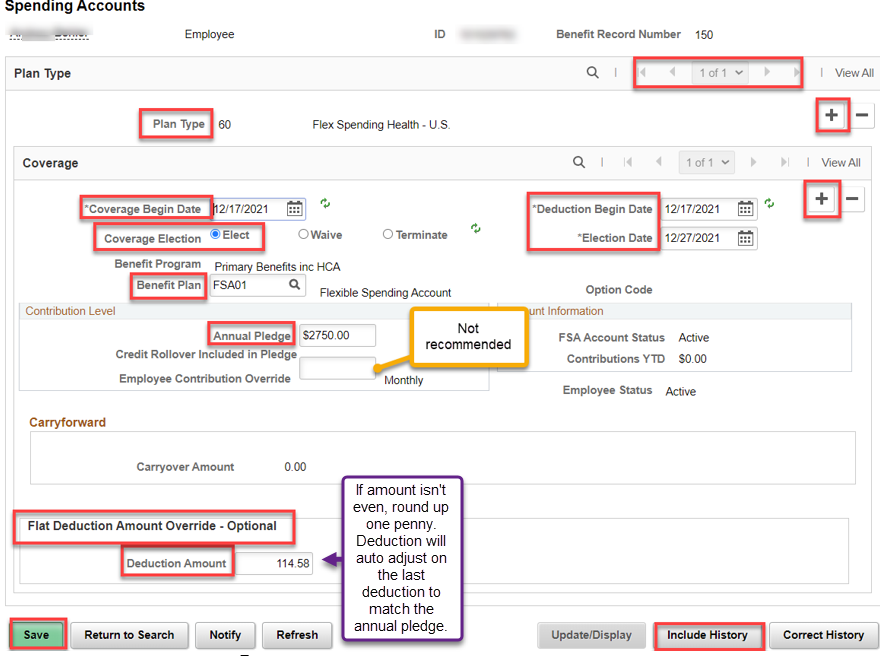 Spending Accounts
Employee ID Benefit Record Number 150
Plan Type 1 of 1 View All
Plan Type 60 Flex Spending Health - U.S.
Coverage 1 of 1 View All
*Coverage Begin Date 12/17/2021 *Deduction Begin Date 12/17/2021
Coverage Election Elect Waive Terminate *Election Date 12/27/2021
Benefit Program Primary Benefits inc HCA
Benefit Plan FSA01 Flexible Spending Account Option Code
Contribution Level unt Information
Annual Pledge $2750.00 FSA Account Status Active
Credit Rollover Included in Pledge Contributions YTD $0.00
Employee Contribution Override Monthly Employee Status Active
Not
recommended
Carryforward
Carryover Amount 0.00
Flat Deduction Amount Override - Optional
Deduction Amount 114.58
If amount isn't
even, round up
one penny.
Deduction will
auto adjust on
the last
deduction to
match the
annual pledge.
Save Return to Search Notify Refresh Update/Display Include History Correct History